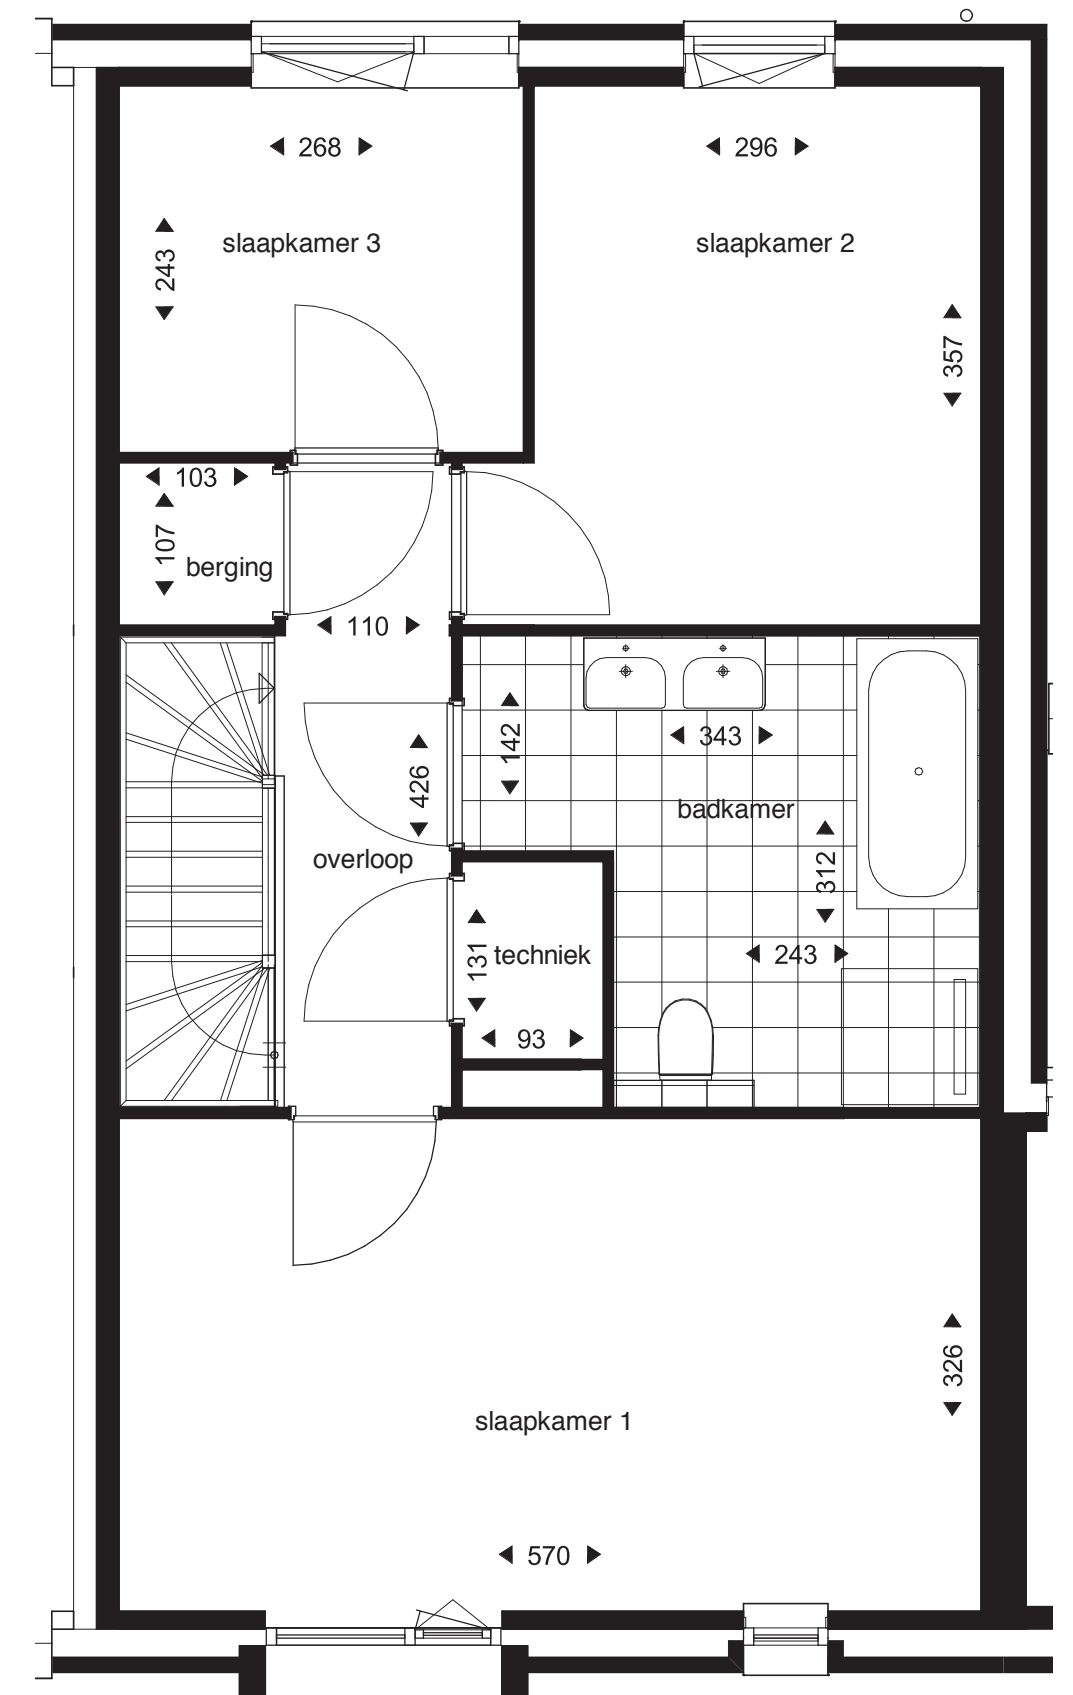 268
296
243
slaapkamer 3
slaapkamer 2
357
103
107
berging
110
142
343
426
badkamer
overloop
312
131
techniek
243
93
326
slaapkamer 1
570